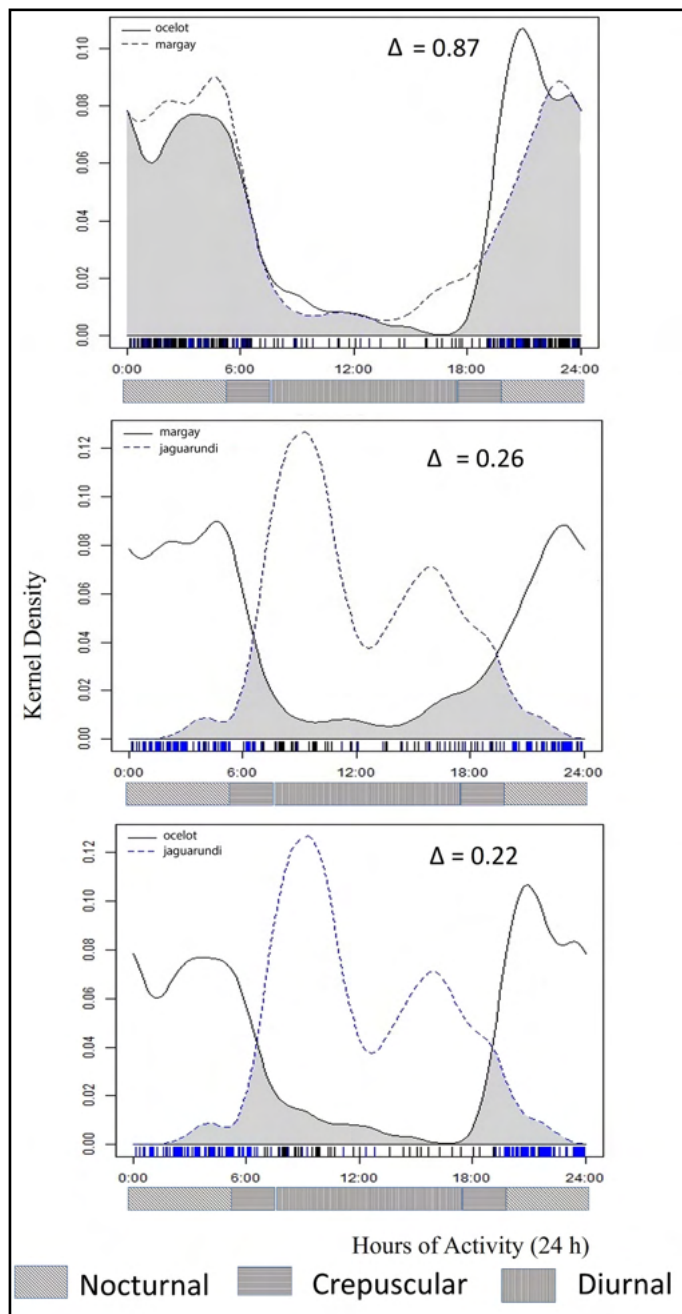 ocelot
margay
Δ = 0.87
0.10
0.08
0.06
0.04
0.02
0.00
0:00 6:00 12:00 18:00 24:00
margay
jaguarundi
Δ = 0.26
0.12
0.10
0.08
0.06
0.04
0.02
0.00
0:00 6:00 12:00 18:00 24:00
Kernel Density
ocelot
jaguarundi
Δ = 0.22
0.12
0.10
0.08
0.06
0.04
0.02
0.00
0:00 6:00 12:00 18:00 24:00
Hours of Activity (24 h)
Nocturnal Crepuscular Diurnal